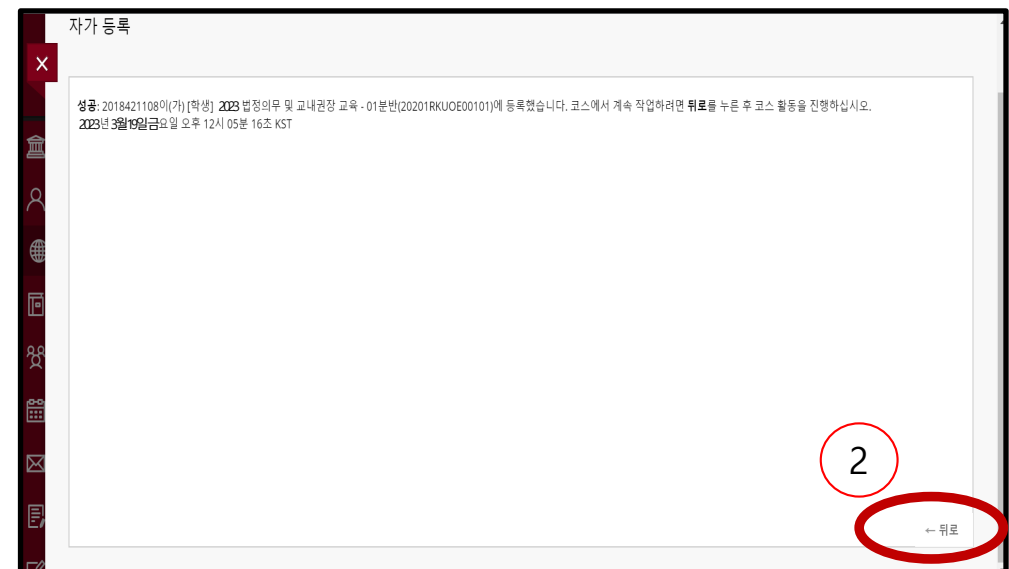 자가 등록
성공: 2018421108이(가) [학생] 2023 법정의무 및 교내권장 교육 - 01분반(20201RKUOE00101)에 등록했습니다. 코스에서 계속 작업하려면 뒤로를 누른 후 코스 활동을 진행하십시오.
2023년 3월19일금요일 오후 12시 05분 16초 KST
2
← 뒤로